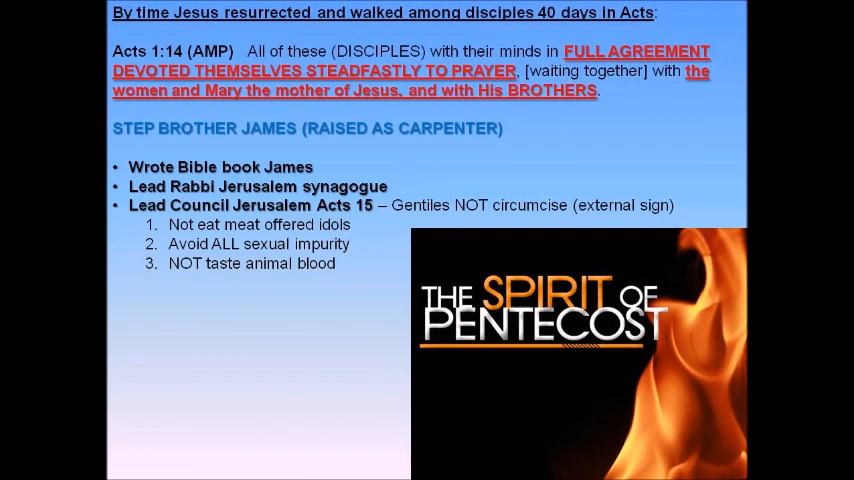 By time Jesus resurrected and walked among disciples 40 days in Acts:
Acts 1:14 (AMP) All of these (DISCIPLES) with their minds in FULL AGREEMENT
DEVOTED THEMSELVES STEADFASTLY TO PRAYER, [waiting together] with the
women and Mary the mother of Jesus, and with His BROTHERS.
STEP BROTHER JAMES (RAISED AS CARPENTER)
• Wrote Bible book James
• Lead Rabbi Jerusalem synagogue
• Lead Council Jerusalem Acts 15 – Gentiles NOT circumcise (external sign)
1. Not eat meat offered idols
2. Avoid ALL sexual impurity
3. NOT taste animal blood
THE SPIRIT OF
PENTECOST